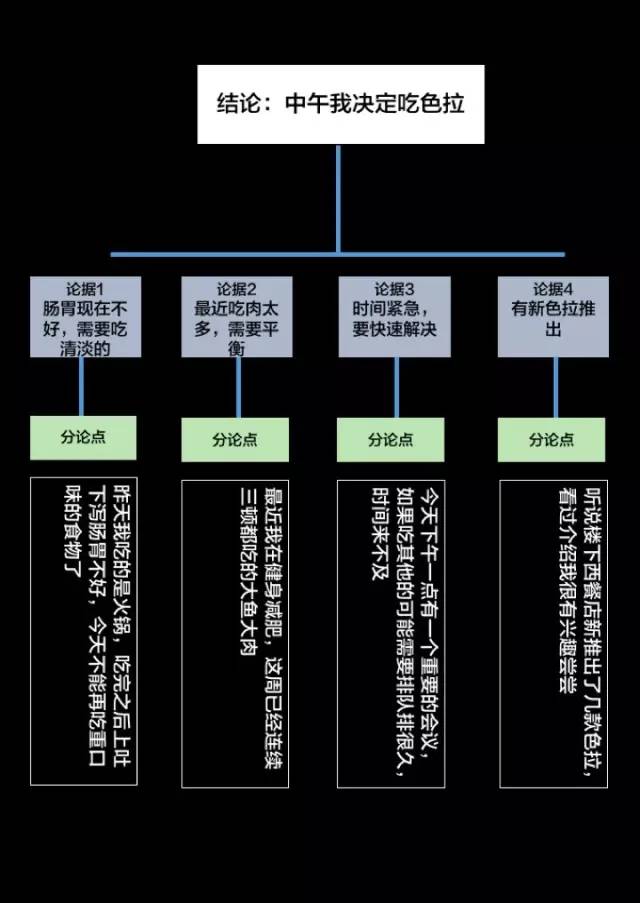 结论：中午我决定吃色拉
论据1
肠胃现在不
好，需要吃
清淡的
论据2
最近吃肉太
多，需要平
衡
论据3
时间紧急，
要快速解决
论据4
有新色拉推
出
分论点
分论点
分论点
分论点
昨天我吃的是火锅，吃完之后上吐
下泻肠胃不好，今天不能再吃重口
味的食物了
最近我在健身减肥，这周已经连续
三顿都吃的大鱼大肉
今天下午一点有一个重要的会议，
如果吃其他的可能需要排队排很久，
时间来不及
听说楼下西餐店新推出了几款色拉，
看过介绍我很有兴趣尝尝